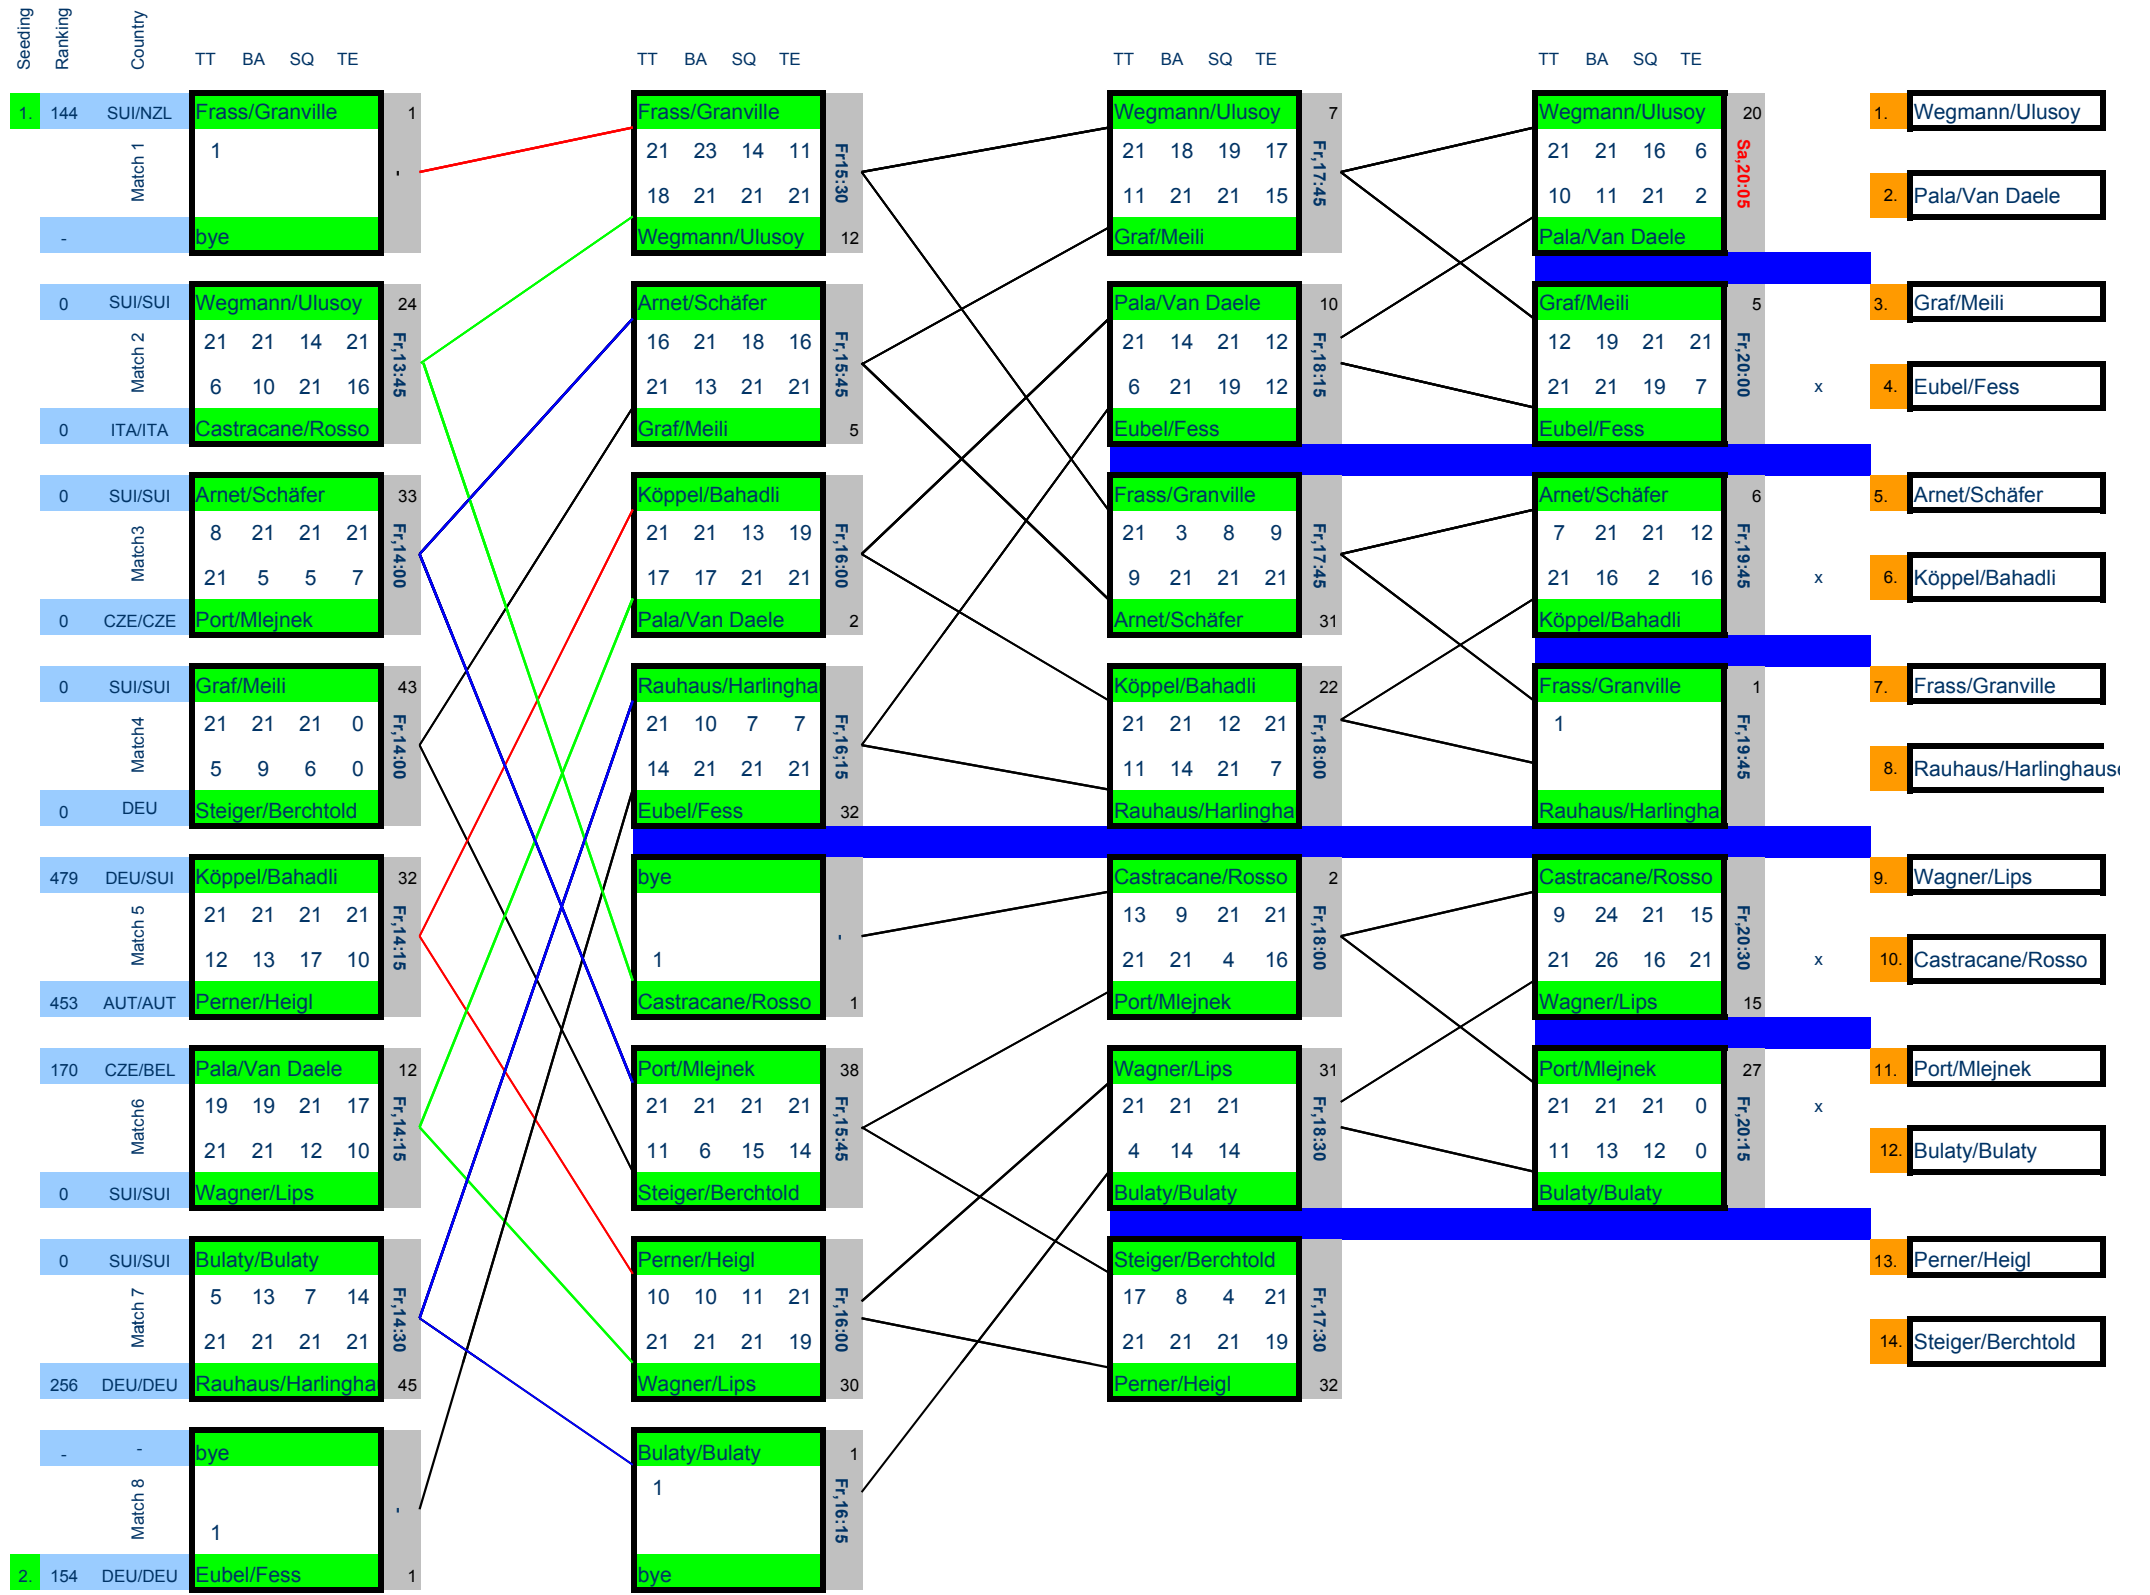 Seeding Ranking Country TT BA SQ TE TT BA SQ TE TT BA SQ TE TT BA SQ TE
1. 144 SUI/NZL Frass/Granville 1 Frass/Granville Wegmann/Ulusoy 7 Wegmann/Ulusoy 20 1. Wegmann/Ulusoy
Match 1 1 - 21 23 14 11 Fr15:30 21 18 19 17 Fr,17:45 21 21 16 6 Sa,20:05
18 21 21 21 11 21 21 15 10 11 21 2 2. Pala/Van Daele
- bye Wegmann/Ulusoy 12 Graf/Meili Pala/Van Daele
0 SUI/SUI Wegmann/Ulusoy 24 Arnet/Schäfer Pala/Van Daele 10 Graf/Meili 5 3. Graf/Meili
Match 2 21 21 14 21 Fr,13:45 16 21 18 16 Fr,15:45 21 14 21 12 Fr,18:15 12 19 21 21 Fr,20:00
6 10 21 16 21 13 21 21 6 21 19 12 21 21 19 7 x 4. Eubel/Fess
0 ITA/ITA Castracane/Rosso Graf/Meili 5 Eubel/Fess Eubel/Fess
0 SUI/SUI Arnet/Schäfer 33 Köppel/Bahadli Frass/Granville Arnet/Schäfer 6 5. Arnet/Schäfer
Match3 8 21 21 21 Fr,14:00 21 21 13 19 Fr,16:00 21 3 8 9 Fr,17:45 7 21 21 12 Fr,19:45
21 5 5 7 17 17 21 21 9 21 21 21 21 16 2 16 x 6. Köppel/Bahadli
0 CZE/CZE Port/Mlejnek Pala/Van Daele 2 Arnet/Schäfer 31 Köppel/Bahadli
0 SUI/SUI Graf/Meili 43 Rauhaus/Harlingha Köppel/Bahadli 22 Frass/Granville 1 7. Frass/Granville
Match4 21 21 21 0 Fr,14:00 21 10 7 7 Fr,16;15 21 21 12 21 Fr,18:00 1 Fr,19:45
5 9 6 0 14 21 21 21 11 14 21 7 8. Rauhaus/Harlinghaus
0 DEU Steiger/Berchtold Eubel/Fess 32 Rauhaus/Harlingha Rauhaus/Harlingha
479 DEU/SUI Köppel/Bahadli 32 bye Castracane/Rosso 2 Castracane/Rosso 9. Wagner/Lips
Match 5 21 21 21 21 Fr,14:15 - 13 9 21 21 Fr,18:00 9 24 21 15 Fr,20:30
12 13 17 10 1 21 21 4 16 21 26 16 21 x 10. Castracane/Rosso
453 AUT/AUT Perner/Heigl Castracane/Rosso 1 Port/Mlejnek Wagner/Lips 15
170 CZE/BEL Pala/Van Daele 12 Port/Mlejnek 38 Wagner/Lips 31 Port/Mlejnek 27 11. Port/Mlejnek
Match6 19 19 21 17 Fr,14:15 21 21 21 21 Fr,15:45 21 21 21 Fr,18:30 21 21 21 0 Fr,20:15 x
21 21 12 10 11 6 15 14 4 14 14 11 13 12 0 12. Bulaty/Bulaty
0 SUI/SUI Wagner/Lips Steiger/Berchtold Bulaty/Bulaty Bulaty/Bulaty
0 SUI/SUI Bulaty/Bulaty Perner/Heigl Steiger/Berchtold 13. Perner/Heigl
Match 7 5 13 7 14 Fr,14:30 10 10 11 21 Fr,16:00 17 8 4 21 Fr,17:30
21 21 21 21 21 21 21 19 21 21 21 19 14. Steiger/Berchtold
256 DEU/DEU Rauhaus/Harlingha 45 Wagner/Lips 30 Perner/Heigl 32
- - bye Bulaty/Bulaty 1
Match 8 - 1 Fr,16:15
1
2. 154 DEU/DEU Eubel/Fess 1 bye